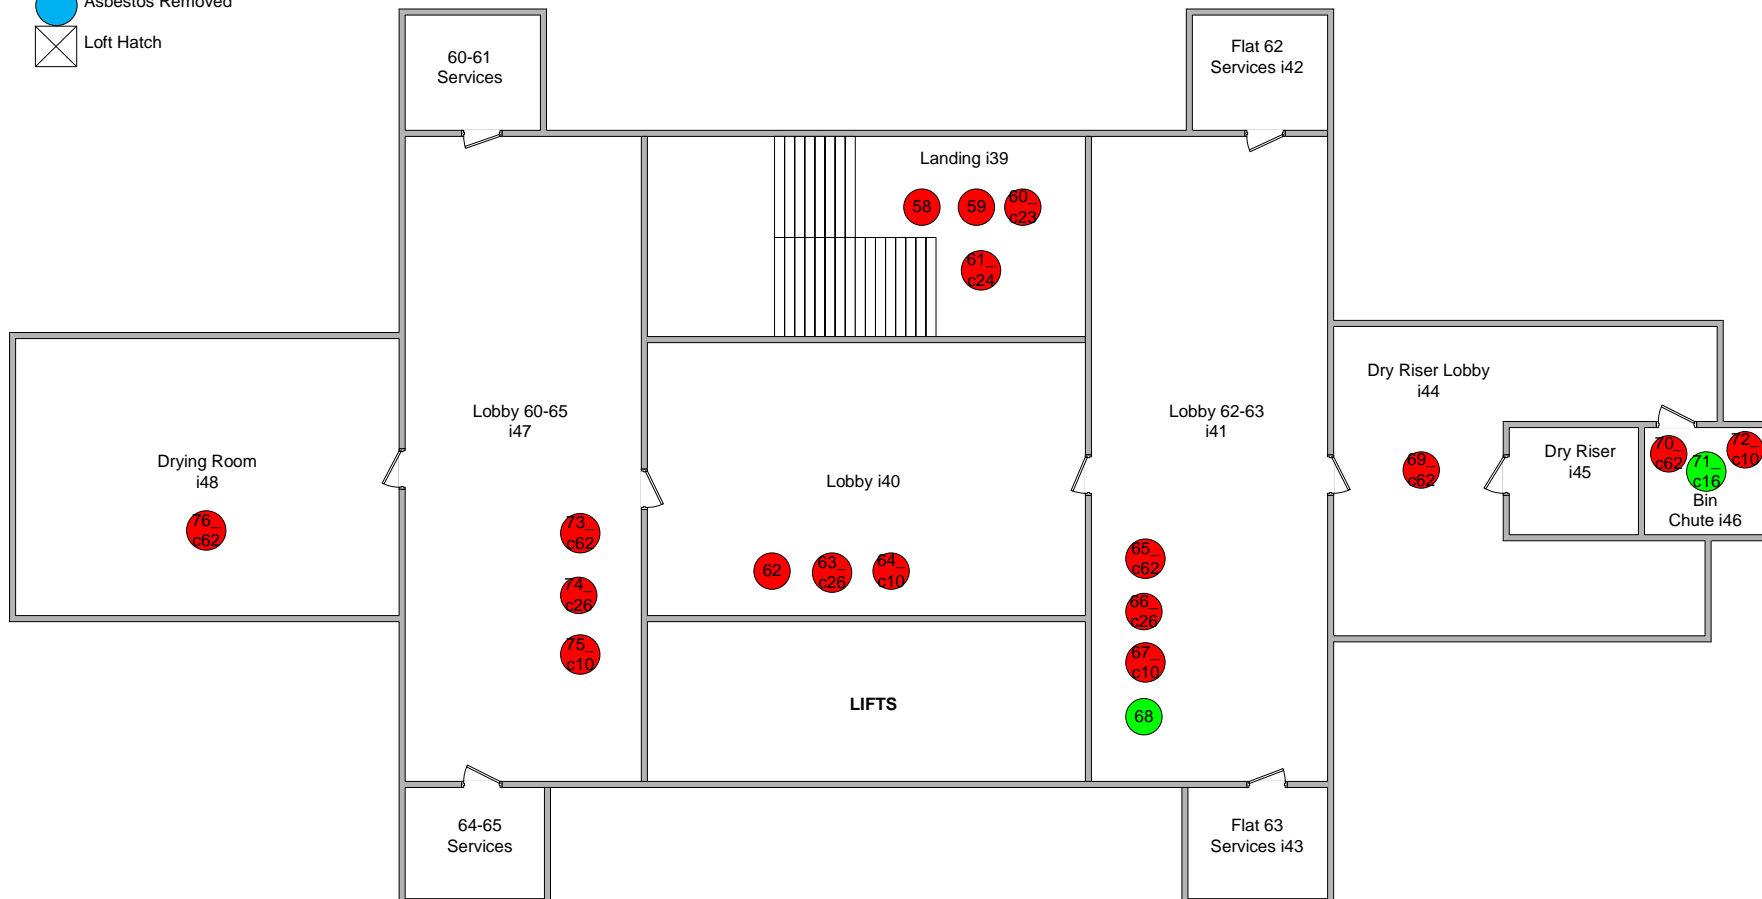 Asbestos Removed
Loft Hatch
60-61
Services
Flat 62
Services i42
Landing i39
58
59
60_
c23
61_
c24
Dry Riser Lobby
i44
Lobby 60-65
i47
Lobby 62-63
i41
Drying Room
i48
Lobby i40
Dry Riser
i45
70_
c62
71_
c16
72_
c10
Bin
Chute i46
69_
c62
76_
c62
73_
c62
74_
c26
75_
c10
62
63_
c26
64_
c10
65_
c62
66_
c26
67_
c10
68
LIFTS
64-65
Services
Flat 63
Services i43